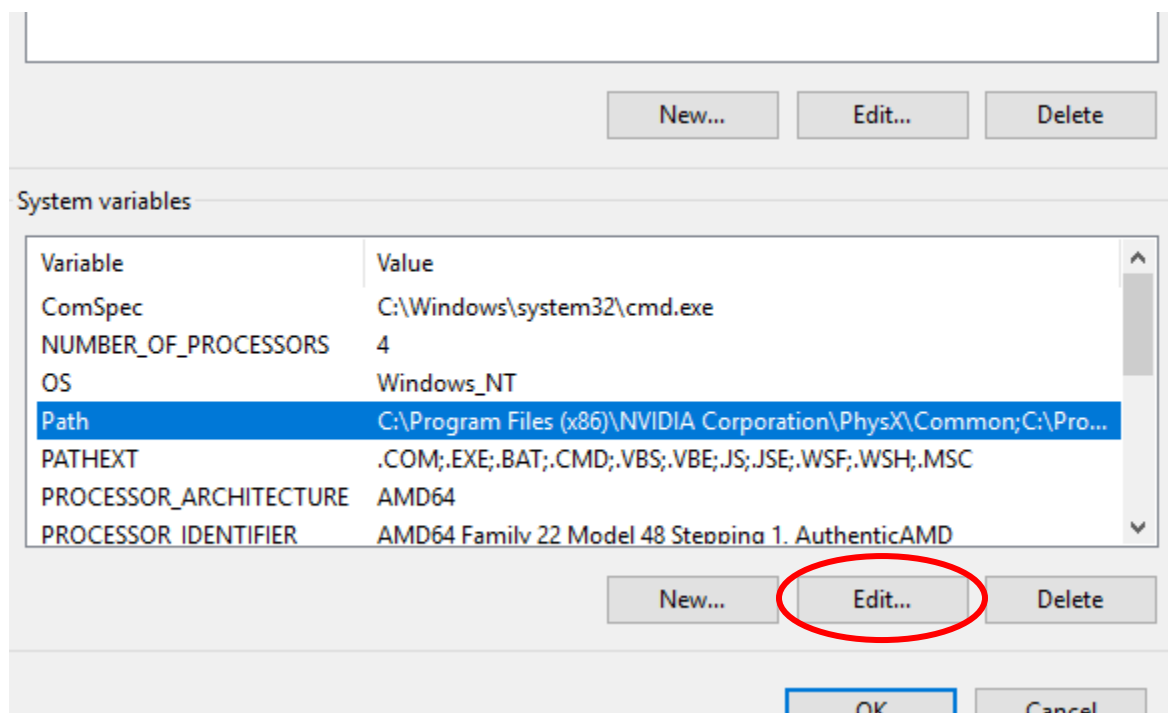 New... Edit... Delete
System variables
Variable Value
ComSpec C:\Windows\system32\cmd.exe
NUMBER_OF_PROCESSORS 4
OS Windows_NT
Path C:\Program Files (x86)\NVIDIA Corporation\PhysX\Common;C:\Pro...
PATHEXT .COM;.EXE;.BAT;.CMD;.VBS;.VBE;.JS;.JSE;.WSF;.WSH;.MSC
PROCESSOR_ARCHITECTURE AMD64
PROCESSOR_IDENTIFIER AMD64 Family 22 Model 48 Stepping 1, AuthenticAMD
New... Edit... Delete
OK Cancel